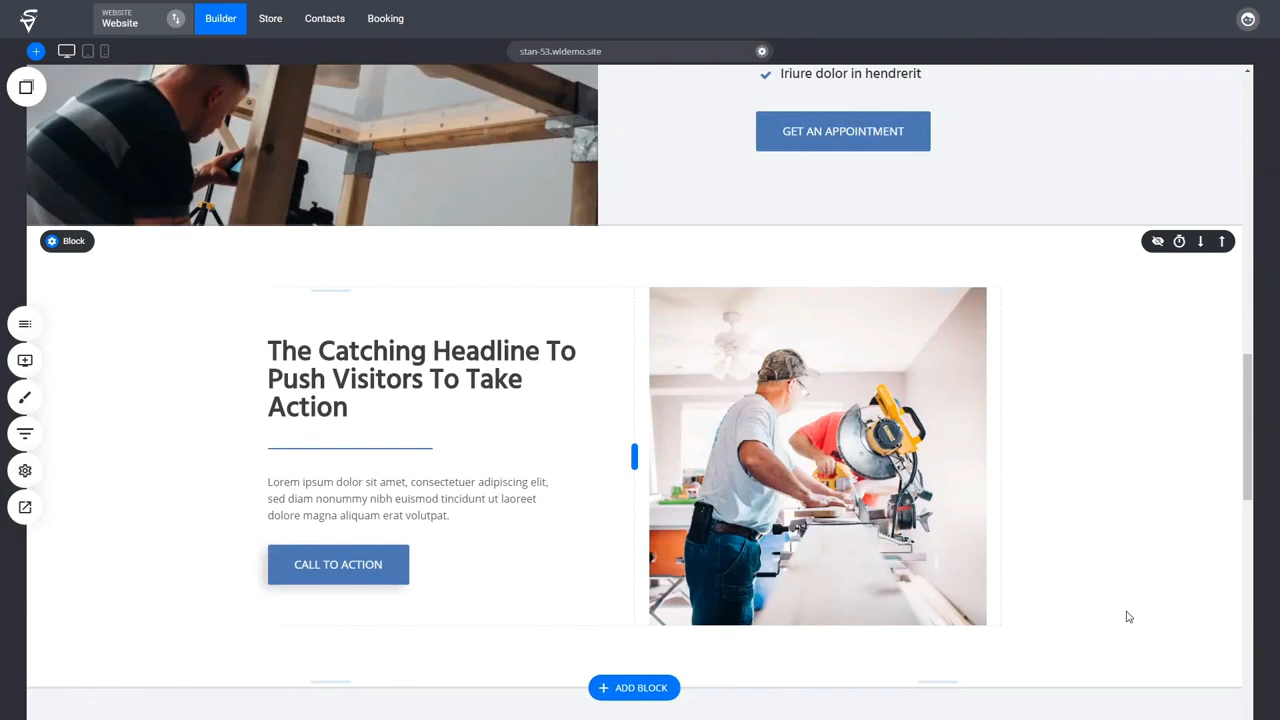 WEBSITE
Website
Builder
Store
Contacts
Booking
stan-53.wldemo.site
Iriure dolor in hendrerit
GET AN APPOINTMENT
Block
The Catching Headline To
Push Visitors To Take
Action
Lorem ipsum dolor sit amet, consectetuer adipiscing elit,
sed diam nonummy nibh euismod tincidunt ut laoreet
dolore magna aliquam erat volutpat.
CALL TO ACTION
ADD BLOCK